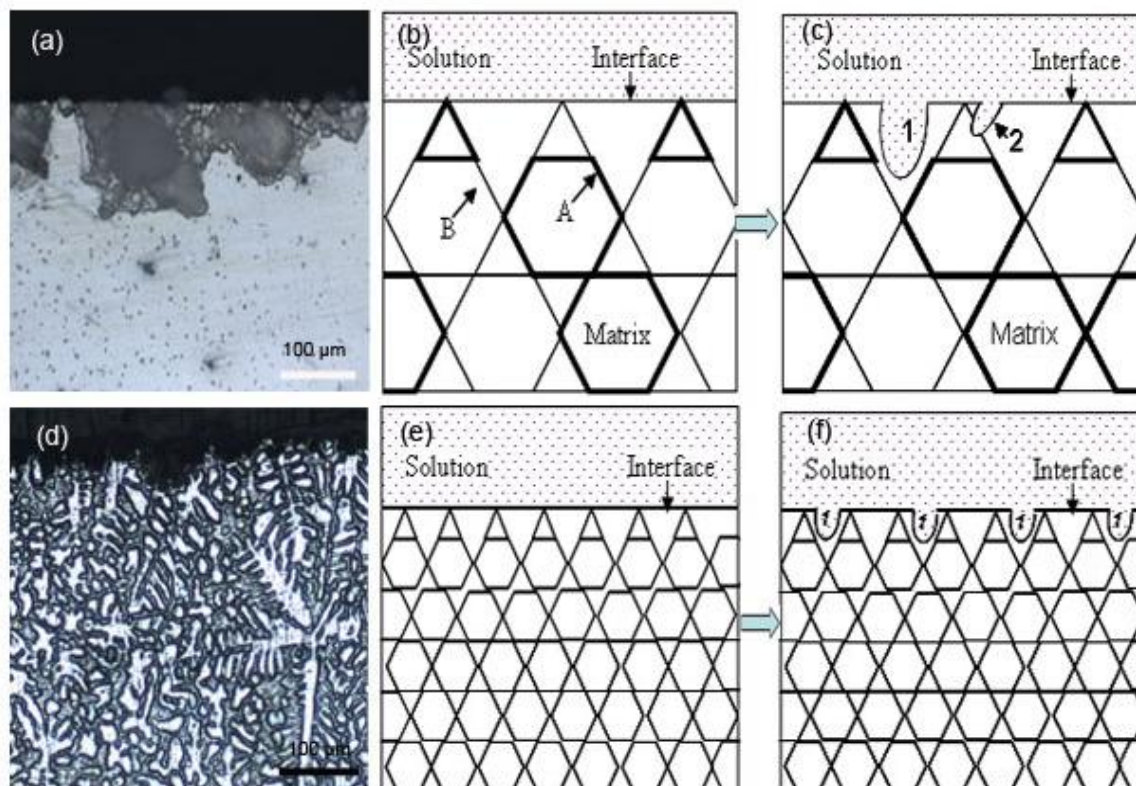 (a)
100 µm
(b)
Solution
Interface
B
A
Matrix
(c)
Solution
Interface
1
2
Matrix
(d)
100 µm
(e)
Solution
Interface
(f)
Solution
Interface
1 1 1 1